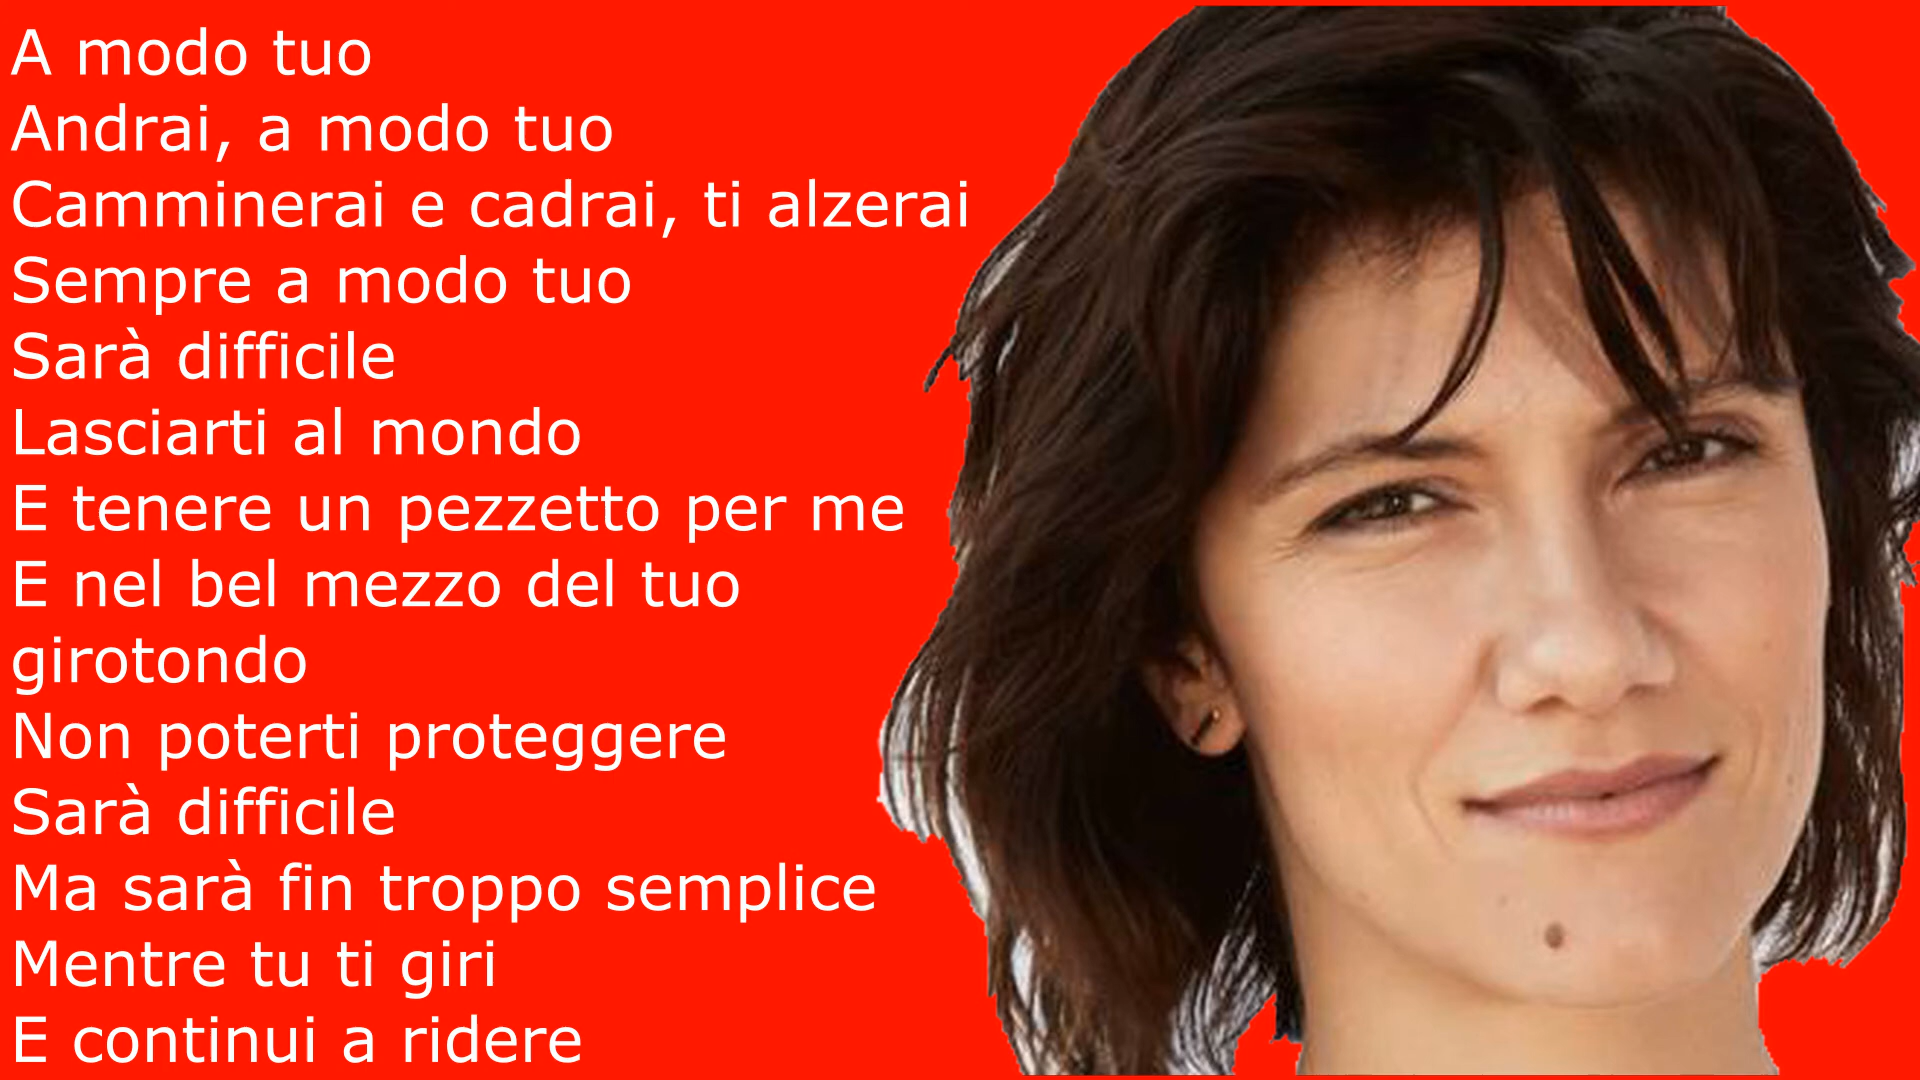 A modo tuo
Andrai, a modo tuo
Camminerai e cadrai, ti alzerai
Sempre a modo tuo
Sarà difficile
Lasciarti al mondo
E tenere un pezzetto per me
E nel bel mezzo del tuo
girotondo
Non poterti proteggere
Sarà difficile
Ma sarà fin troppo semplice
Mentre tu ti giri
E continui a ridere